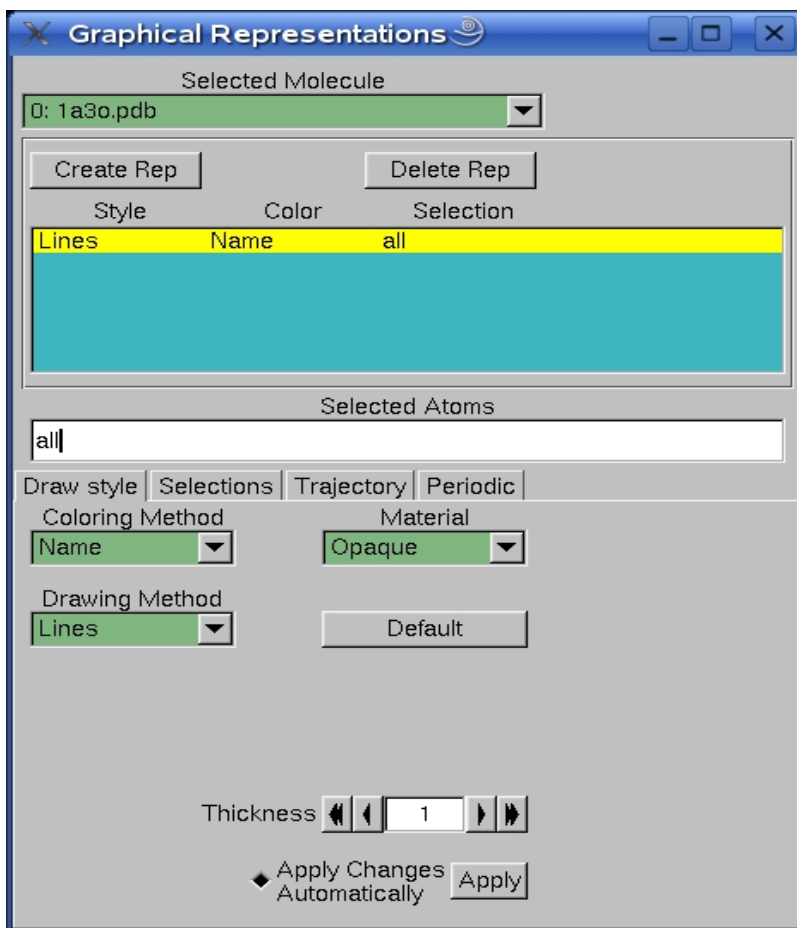 Graphical Representations
Selected Molecule
0: 1a3o.pdb
Create Rep Delete Rep
Style Color Selection
Lines Name all
Selected Atoms
all
Draw style Selections Trajectory Periodic
Coloring Method Material
Name Opaque
Drawing Method
Lines Default
Thickness 1
Apply Changes
Automatically Apply